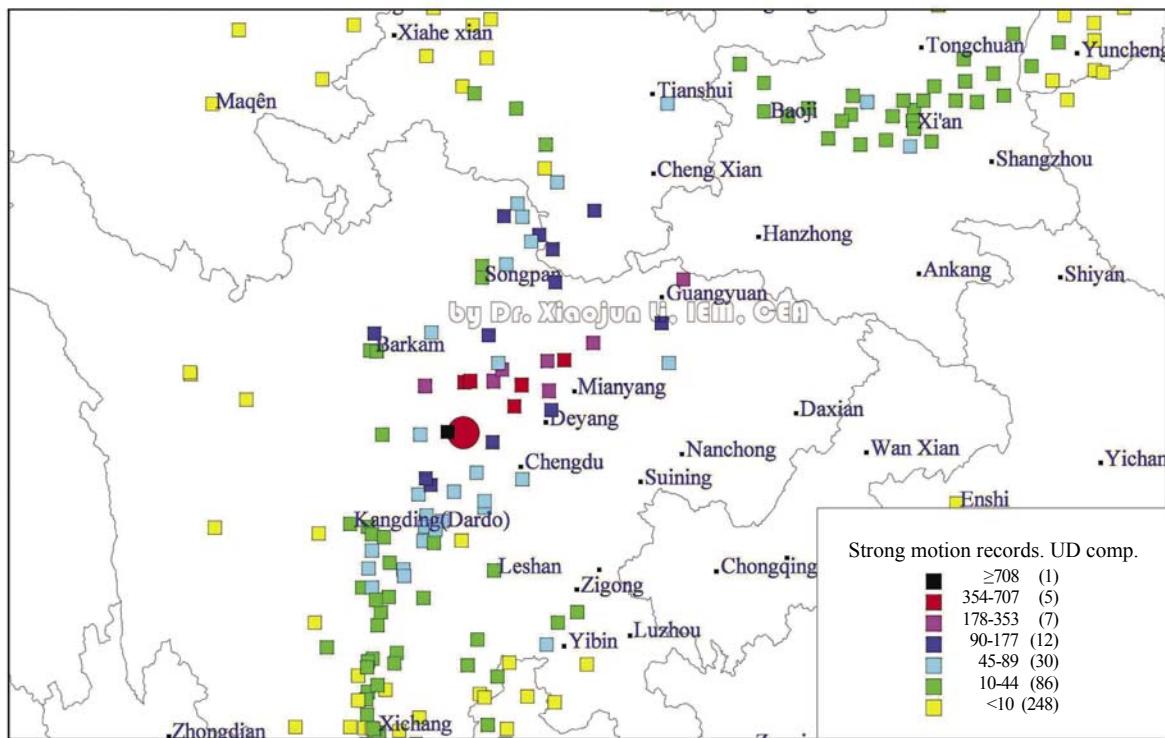 Xiahe xian
Tongchuan
Yuncheng
Tianshui
Maqên
Baoji
Xi'an
Shangzhou
Cheng Xian
Hanzhong
Ankang
Shiyan
Songpan
Guangyuan
by Dr. Xiaojun Li, IEM, CEA
Barkam
Mianyang
Daxian
Deyang
Nanchong
Wan Xian
Chengdu
Yichan
Suining
Enshi
Kangding(Dardo)
Leshan
Chongqing
Zigong
Luzhou
Yibin
Xichang
Zhongdian
Strong motion records. UD comp.
≥708 (1)
354-707 (5)
178-353 (7)
90-177 (12)
45-89 (30)
10-44 (86)
<10 (248)